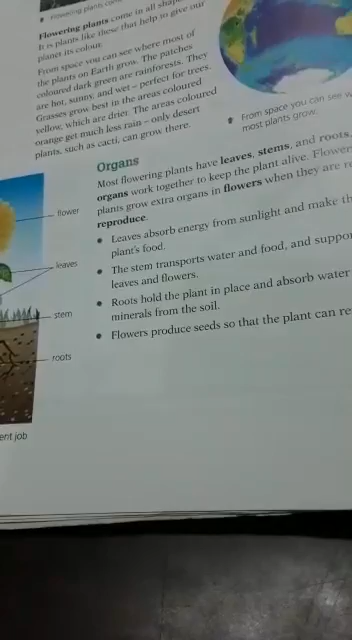 Flowering plants com
Flowering plants come in all shap
It is plants like these that help to give our
planet its colour.
From space you can see where most of
the plants on Earth grow. The patches
coloured dark green are rainforests. They
are hot, sunny, and wet – perfect for trees.
Grasses grow best in the areas coloured
yellow, which are drier. The areas coloured
orange get much less rain – only desert
plants, such as cacti, can grow there.
From space you can see w
most plants grow.
Organs
Most flowering plants have leaves, stems, and roots,
organs work together to keep the plant alive. Flower
plants grow extra organs in flowers when they are re
reproduce.
• Leaves absorb energy from sunlight and make th
plant's food.
• The stem transports water and food, and suppo
leaves and flowers.
• Roots hold the plant in place and absorb water
minerals from the soil.
• Flowers produce seeds so that the plant can re
flower
leaves
stem
roots
ent job